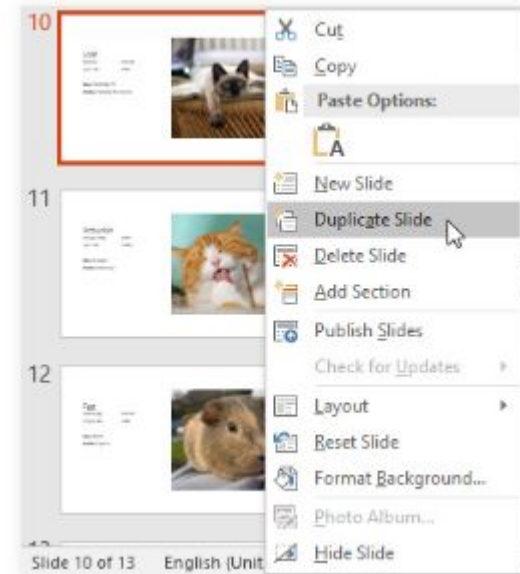 10
Cut
Copy
Paste Options:
A
New Slide
11
Duplicate Slide
Delete Slide
Add Section
Publish Slides
Check for Updates
12
Layout
Reset Slide
Format Background...
Photo Album...
Hide Slide
Slide 10 of 13 English (Unit